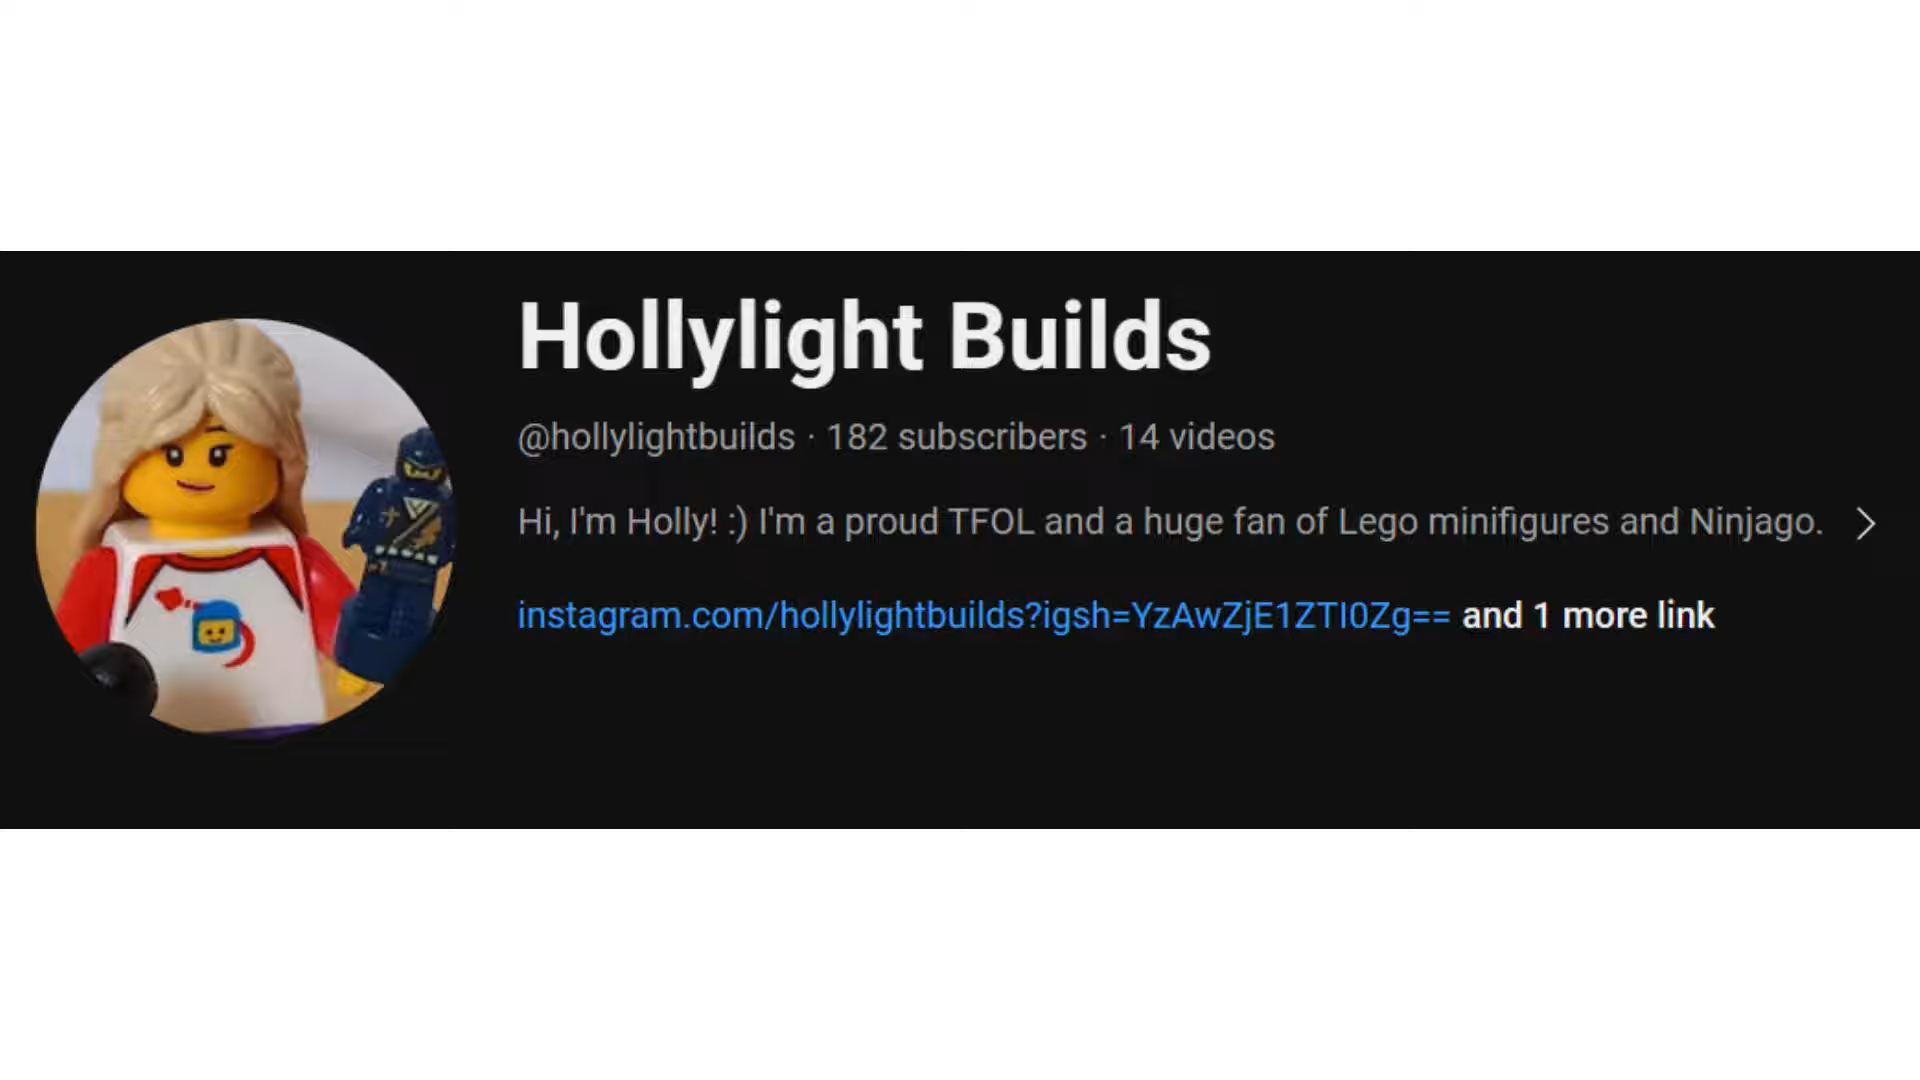 Hollylight Builds
@hollylightbuilds · 182 subscribers · 14 videos
Hi, I'm Holly! :) I'm a proud TFOL and a huge fan of Lego minifigures and Ninjago.
instagram.com/hollylightbuilds?igsh=YzAwZjE1ZTI0Zg== and 1 more link